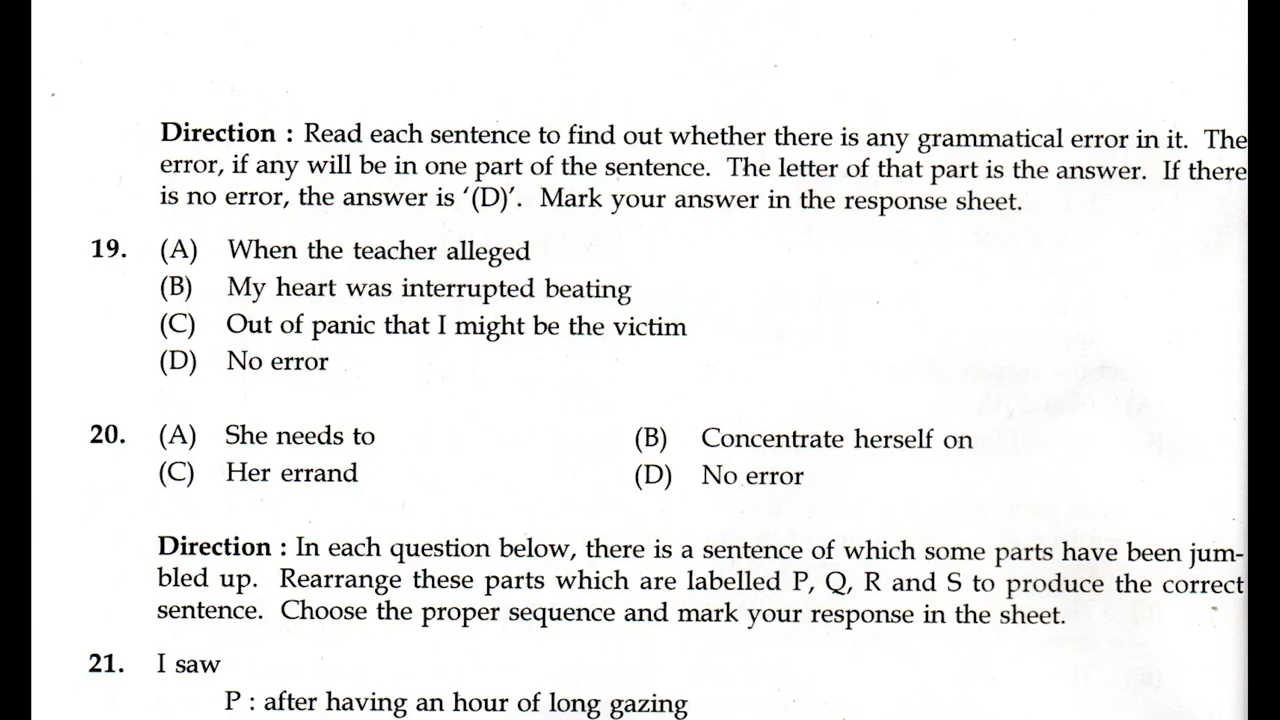 Direction : Read each sentence to find out whether there is any grammatical error in it. The
error, if any will be in one part of the sentence. The letter of that part is the answer. If there
is no error, the answer is '(D)'. Mark your answer in the response sheet.
19. (A) When the teacher alleged
(B) My heart was interrupted beating
(C) Out of panic that I might be the victim
(D) No error
20. (A) She needs to (B) Concentrate herself on
(C) Her errand (D) No error
Direction : In each question below, there is a sentence of which some parts have been jum-
bled up. Rearrange these parts which are labelled P, Q, R and S to produce the correct
sentence. Choose the proper sequence and mark your response in the sheet.
21. I saw
P : after having an hour of long gazing